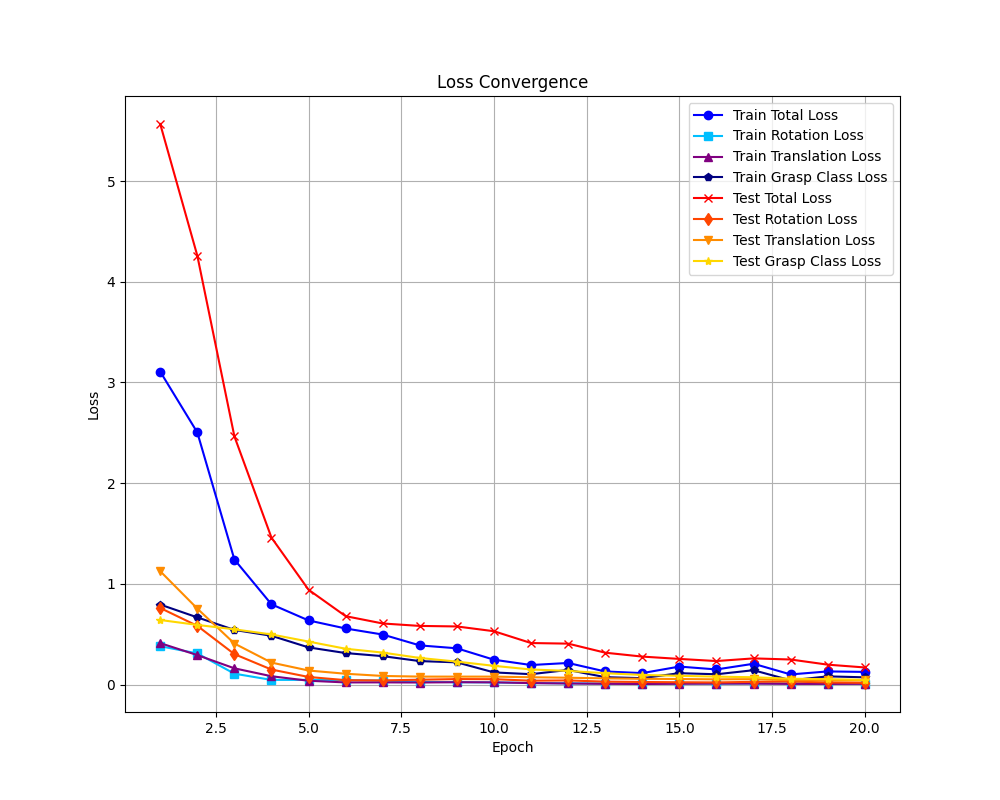 Loss Convergence
Train Total Loss
Train Rotation Loss
Train Translation Loss
Train Grasp Class Loss
Test Total Loss
Test Rotation Loss
Test Translation Loss
Test Grasp Class Loss
5
4
3
2
1
0
Loss
2.5 5.0 7.5 10.0 12.5 15.0 17.5 20.0
Epoch